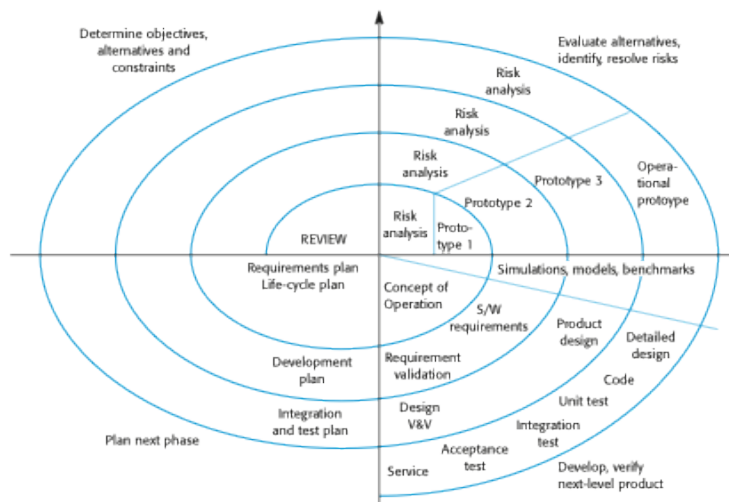 Determine objectives,
alternatives and
constraints
Evaluate alternatives,
identify, resolve risks
Risk
analysis
Risk
analysis
Risk
analysis
Risk
analysis
Proto-
type 1
Prototype 2
Prototype 3
Opera-
tional
protoype
REVIEW
Requirements plan
Life-cycle plan
Simulations, models, benchmarks
Concept of
Operation
S/W
requirements
Product
design
Detailed
design
Development
plan
Requirement
validation
Code
Unit test
Integration
and test plan
Design
V&V
Integration
test
Plan next phase
Acceptance
test
Service
Develop, verify
next-level product